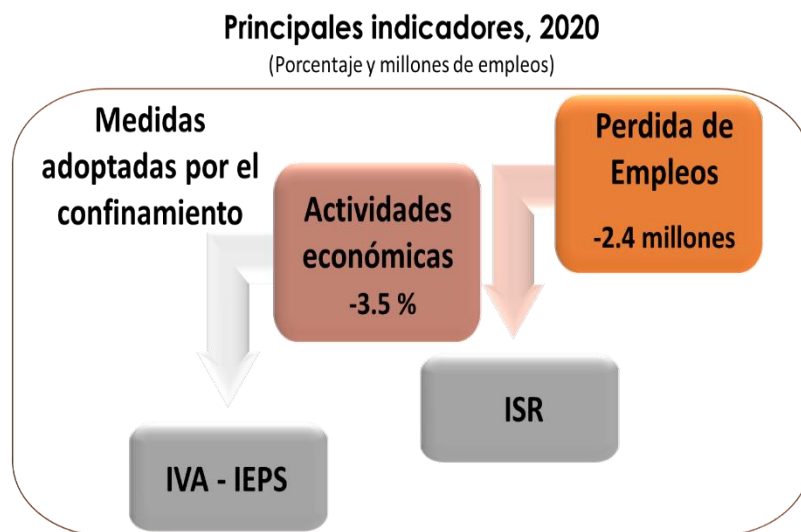 Principales indicadores, 2020
(Porcentaje y millones de empleos)
Medidas
adoptadas por el
confinamiento
Actividades
económicas
-3.5 %
Perdida de
Empleos
-2.4 millones
IVA - IEPS
ISR